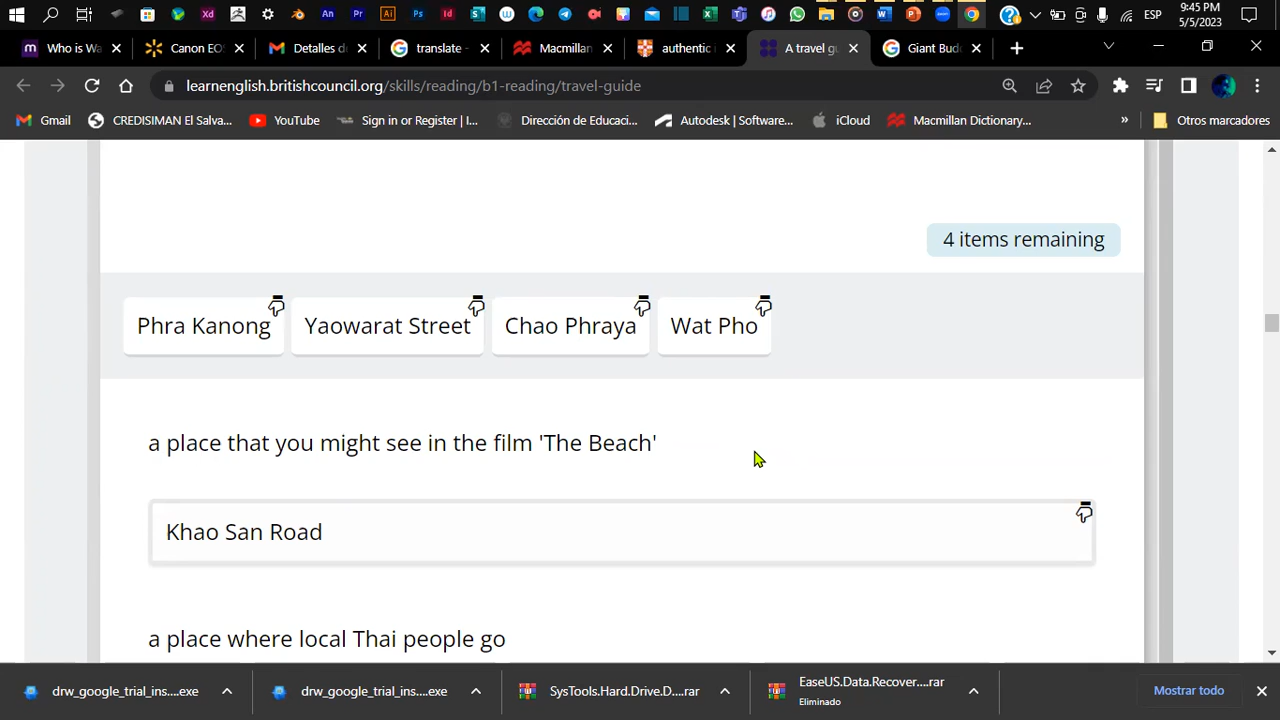 9:45 PM
ESP
5/5/2023
Who is Wa
Canon EOS
Detalles d
translate -
Macmillan
authentic i
A travel gu
Giant Bud
learnenglish.britishcouncil.org/skills/reading/b1-reading/travel-guide
Gmail
CREDISIMAN El Salva...
YouTube
Sign in or Register | I...
Dirección de Educaci...
Autodesk | Software...
iCloud
Macmillan Dictionary...
»
Otros marcadores
4 items remaining
Phra Kanong
Yaowarat Street
Chao Phraya
Wat Pho
a place that you might see in the film 'The Beach'
Khao San Road
a place where local Thai people go
drw_google_trial_ins....exe
drw_google_trial_ins....exe
SysTools.Hard.Drive.D....rar
EaseUS.Data.Recover....rar
Eliminado
Mostrar todo